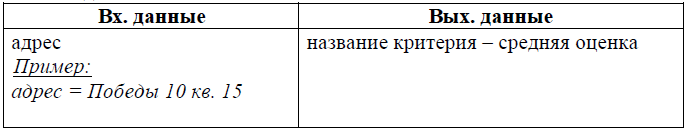 Вх. данные
Вых. данные
адрес
Пример:
адрес = Победы 10 кв. 15
название критерия – средняя оценка